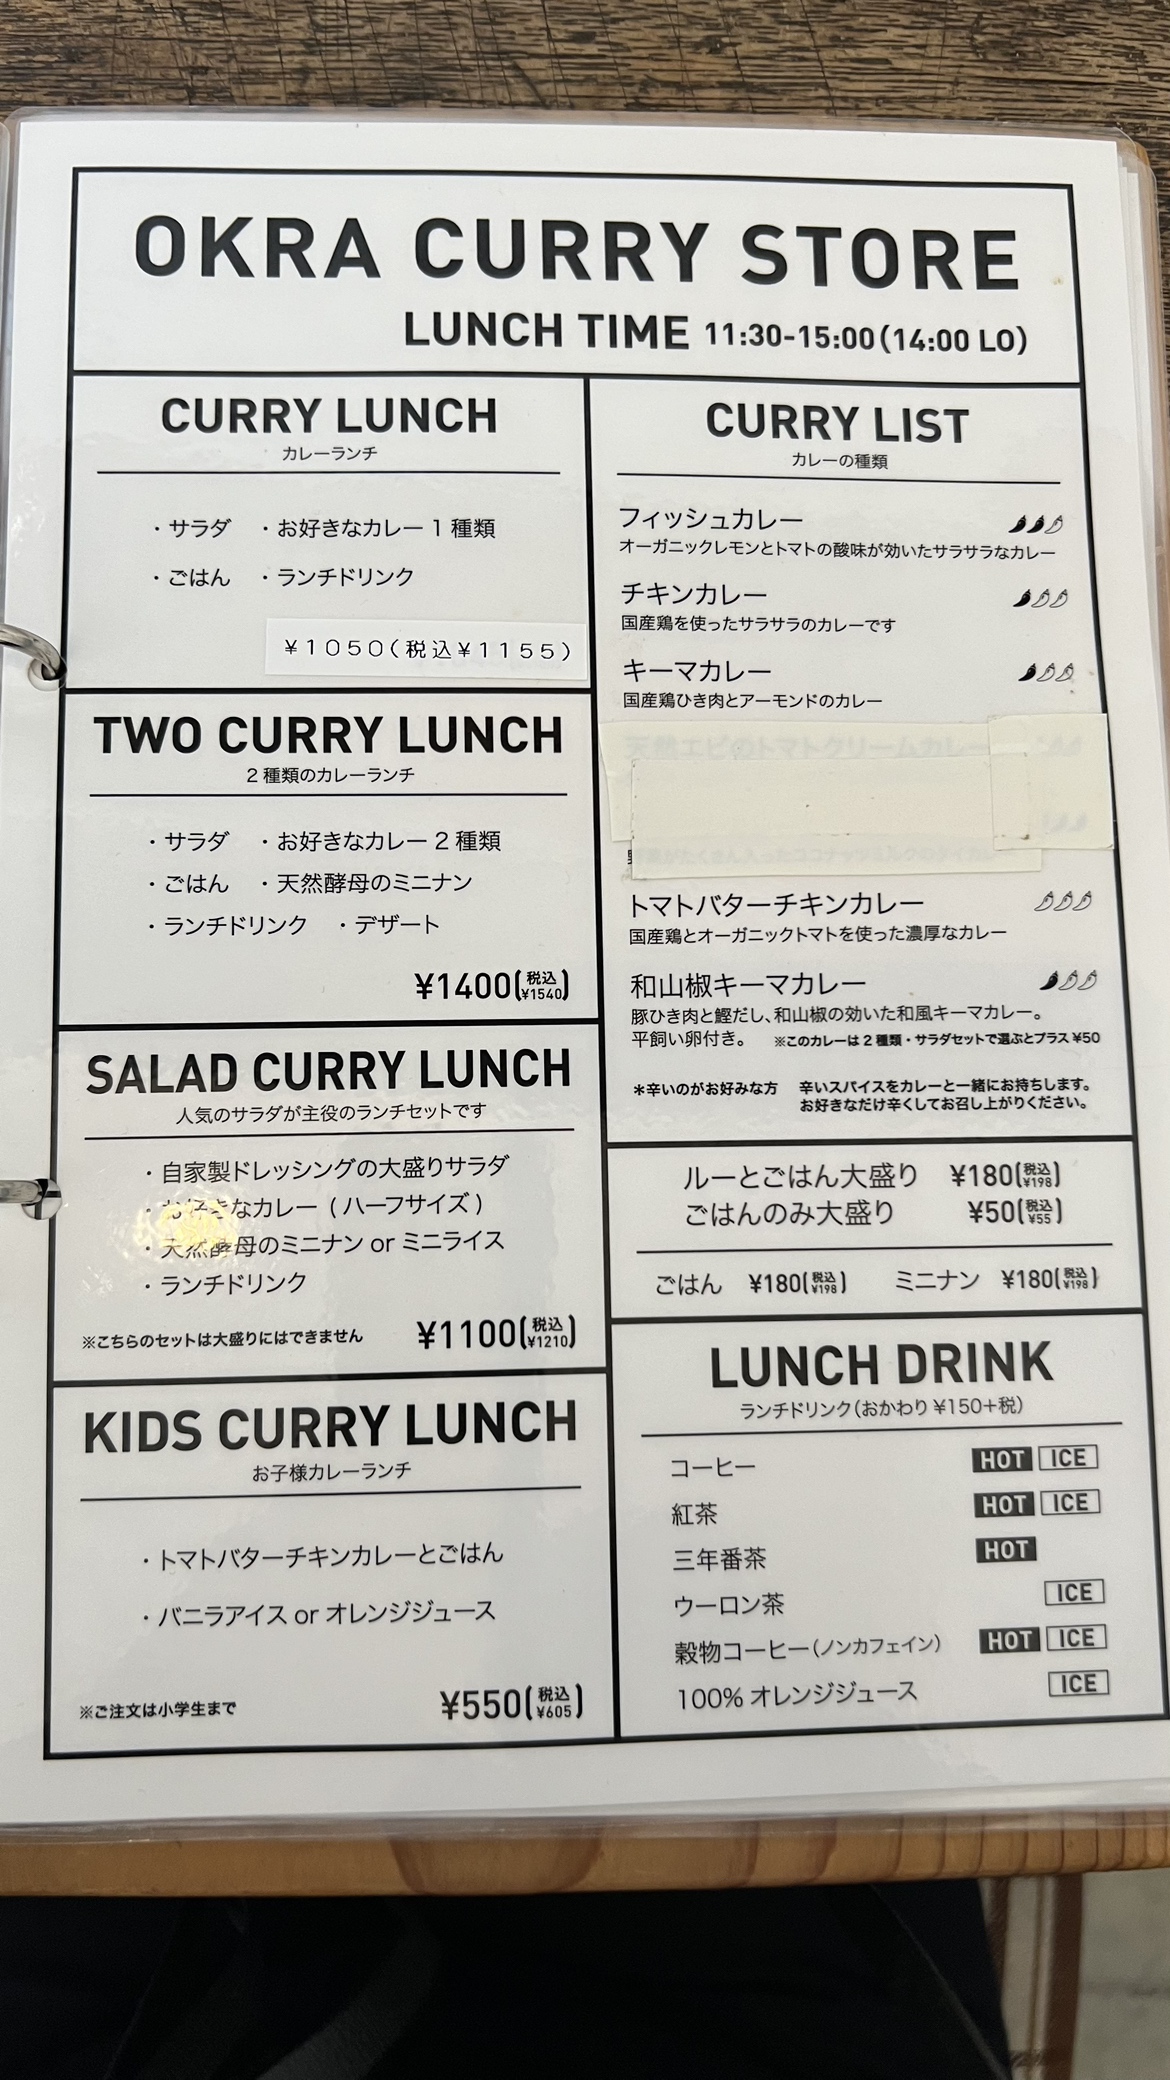 OKRA CURRY STORE
LUNCH TIME 11:30-15:00(14:00 LO)
CURRY LUNCH
カレーランチ
・サラダ ・お好きなカレー 1 種類
・ごはん ・ランチドリンク
¥1050(税込¥1155)
TWO CURRY LUNCH
2 種類のカレーランチ
・サラダ ・お好きなカレー 2 種類
・ごはん ・天然酵母のミニナン
・ランチドリンク ・デザート
¥1400(税込¥1540)
SALAD CURRY LUNCH
人気のサラダが主役のランチセットです
・自家製ドレッシングの大盛りサラダ
・お好きなカレー ( ハーフサイズ )
・天然酵母のミニナン or ミニライス
・ランチドリンク
※こちらのセットは大盛りにはできません ¥1100(税込¥1210)
KIDS CURRY LUNCH
お子様カレーランチ
・トマトバターチキンカレーとごはん
・バニラアイス or オレンジジュース
※ご注文は小学生まで ¥550(税込¥605)
CURRY LIST
カレーの種類
フィッシュカレー
オーガニックレモンとトマトの酸味が効いたサラサラなカレー
チキンカレー
国産鶏を使ったサラサラのカレーです
キーマカレー
国産鶏ひき肉とアーモンドのカレー
天然エビのトマトクリームカレー
トマトバターチキンカレー
国産鶏とオーガニックトマトを使った濃厚なカレー
和山椒キーマカレー
豚ひき肉と鰹だし、和山椒の効いた和風キーマカレー。
平飼い卵付き。 ※このカレーは 2 種類・サラダセットで選ぶとプラス ¥50
＊辛いのがお好みな方 辛いスパイスをカレーと一緒にお持ちします。
お好きなだけ辛くしてお召し上がりください。
ルーとごはん大盛り ¥180(税込¥198)
ごはんのみ大盛り ¥50(税込¥55)
ごはん ¥180(税込¥198) ミニナン ¥180(税込¥198)
LUNCH DRINK
ランチドリンク(おかわり ¥150+税)
コーヒー HOT ICE
紅茶 HOT ICE
三年番茶 HOT
ウーロン茶 ICE
穀物コーヒー(ノンカフェイン) HOT ICE
100% オレンジジュース ICE